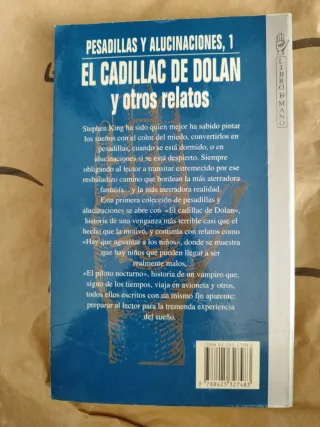 PESADILLAS Y ALUCINACIONES, 1
EL CADILLAC DE DOLAN
y otros relatos
LIBRO DE MANO
Stephen King ha sido quien mejor ha sabido pintar
los sueños con el color del miedo, convertirlos en
pesadillas, cuando se está dormido, o en
alucinaciones si se está despierto. Siempre
obligando al lector a transitar estremecido por ese
resbaladizo camino que bordean la más aterradora
fantasía... y la más aterradora realidad.
Esta primera colección de pesadillas y
alucinaciones se abre con «El cadillac de Dolan»,
historia de una venganza más terrible casi que el
hecho que la motivó, y continúa con relatos como
«Hay que aguantar a los niños», donde se muestra
que hay niños que pueden llegar a ser
realmente malos,
«El piloto nocturno», historia de un vampiro que,
signo de los tiempos, viaja en avioneta y otros,
todos ellos escritos con un mismo fin aparente:
preparar al lector para la tremenda experiencia
del sueño.
9 788425 327483